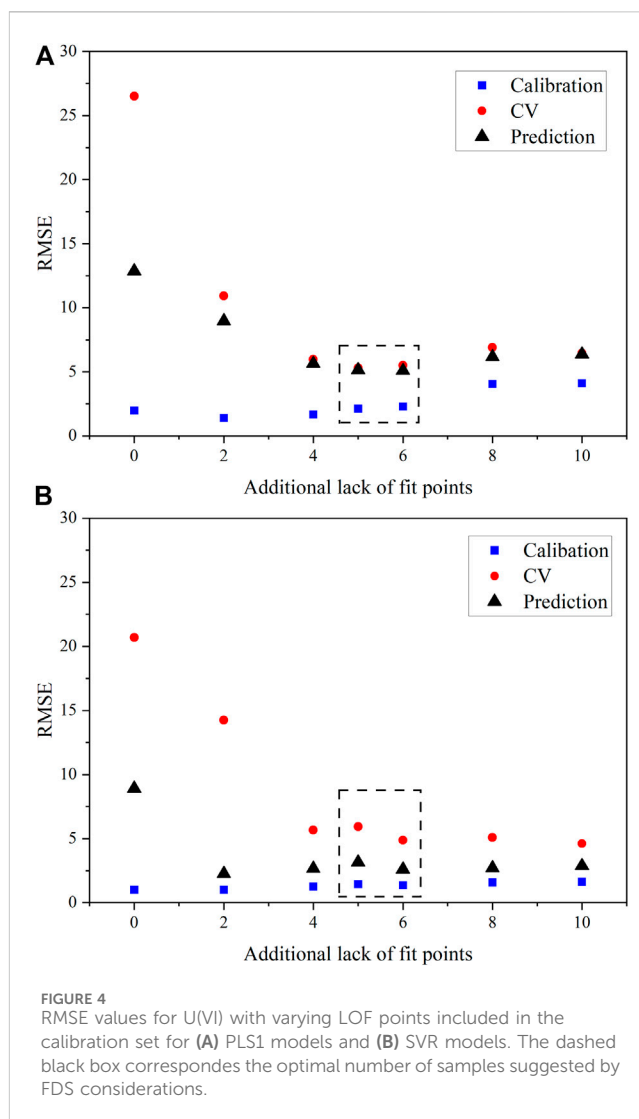 A
30
25
20
15
10
5
0
RMSE
Calibration
CV
Prediction
0 2 4 6 8 10
Additional lack of fit points
B
30
25
20
15
10
5
0
RMSE
Calibation
CV
Prediction
0 2 4 6 8 10
Additional lack of fit points
FIGURE 4
RMSE values for U(VI) with varying LOF points included in the
calibration set for (A) PLS1 models and (B) SVR models. The dashed
black box correspondes the optimal number of samples suggested by
FDS considerations.